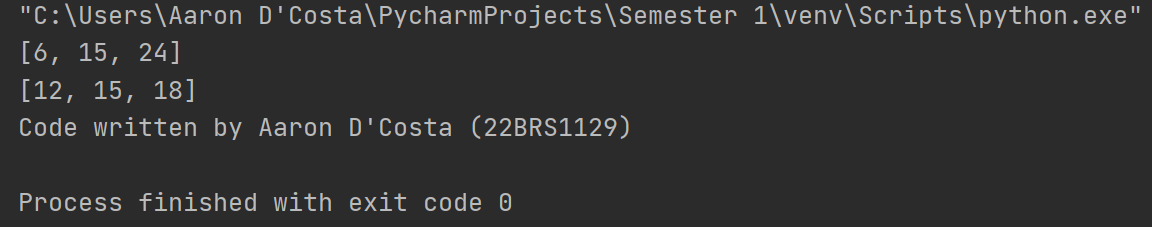 "C:\Users\Aaron D'Costa\PycharmProjects\Semester 1\venv\Scripts\python.exe"
[6, 15, 24]
[12, 15, 18]
Code written by Aaron D'Costa (22BRS1129)
Process finished with exit code 0